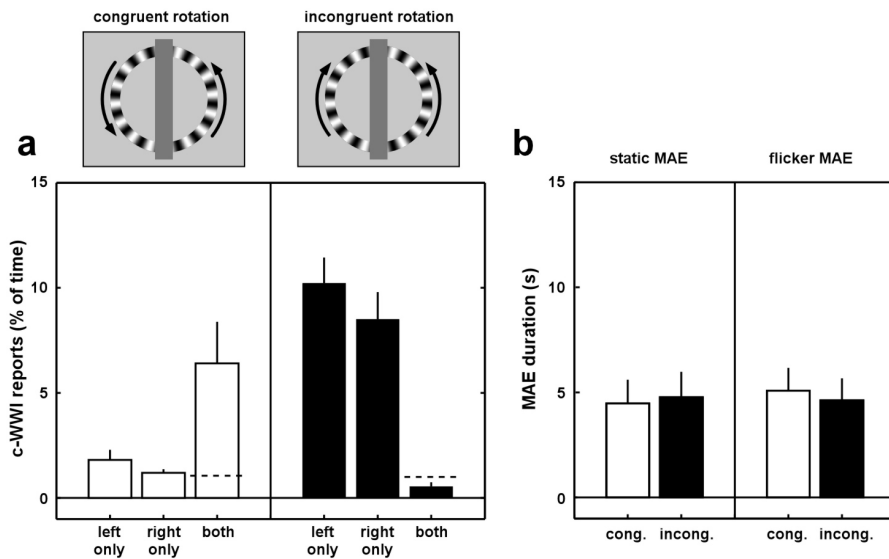 congruent rotation
incongruent rotation
a
c-WWI reports (% of time)
15
10
5
0
left only
right only
both
left only
right only
both
b
static MAE
flicker MAE
MAE duration (s)
15
10
5
0
cong.
incong.
cong.
incong.